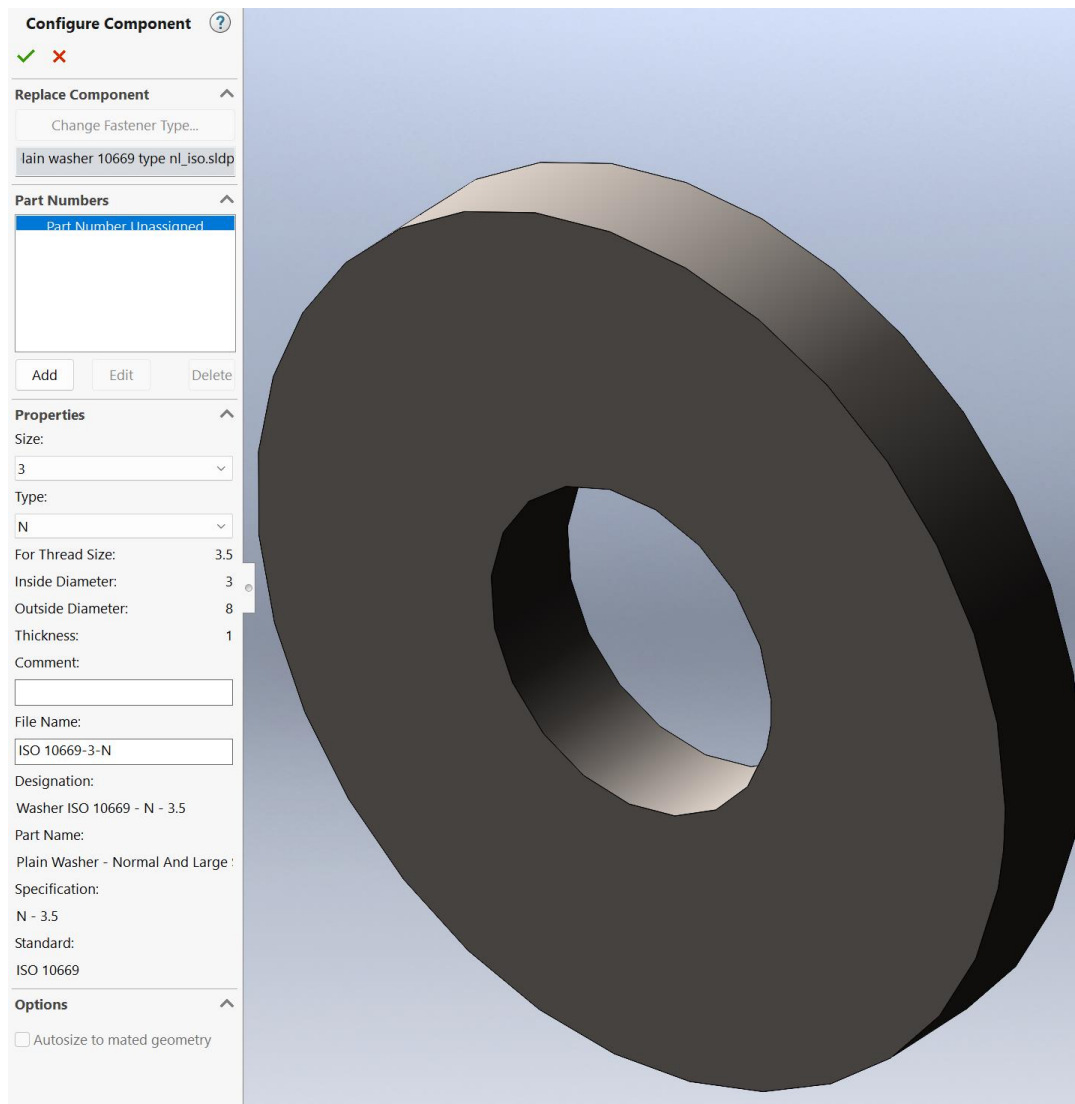 Configure Component
?
Replace Component
Change Fastener Type...
lain washer 10669 type nl_iso.sldp
Part Numbers
Part Number Unassigned
Add Edit Delete
Properties
Size:
3
Type:
N
For Thread Size: 3.5
Inside Diameter: 3
Outside Diameter: 8
Thickness: 1
Comment:
File Name:
ISO 10669-3-N
Designation:
Washer ISO 10669 - N - 3.5
Part Name:
Plain Washer - Normal And Large
Specification:
N - 3.5
Standard:
ISO 10669
Options
Autosize to mated geometry